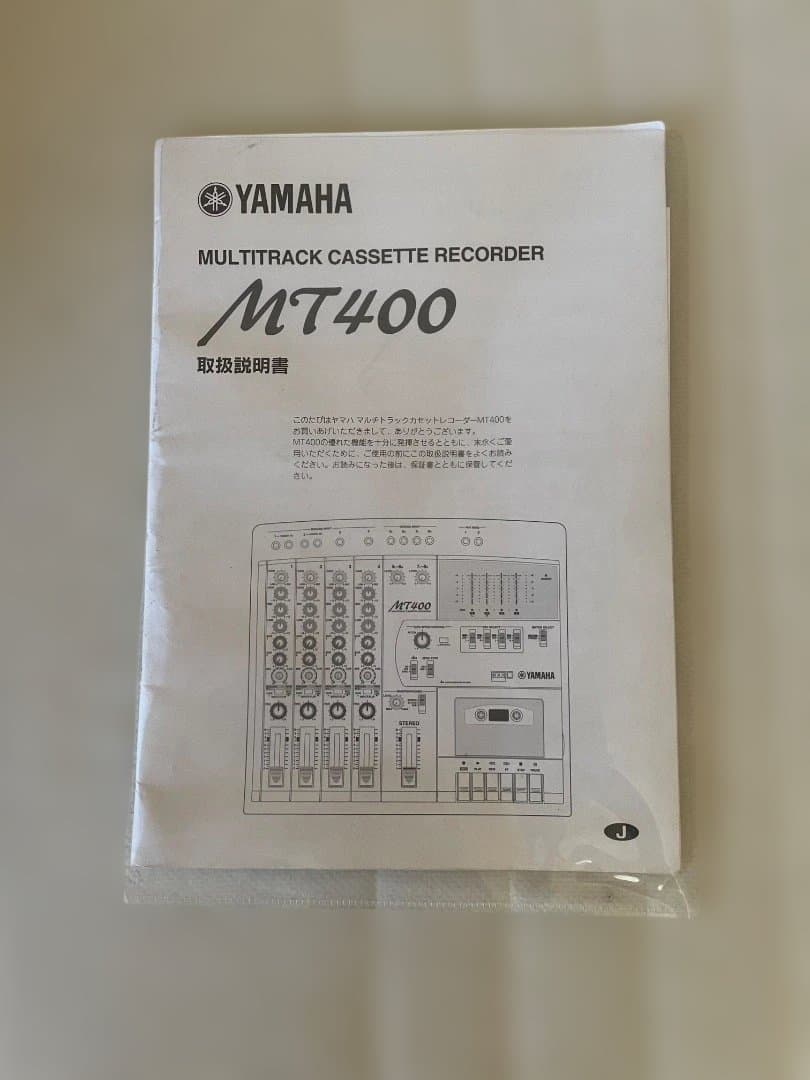 YAMAHA
MULTITRACK CASSETTE RECORDER
MT400
取扱説明書
このたびはヤマハ マルチトラックカセットレコーダーMT400を
お買いあげいただきまして、ありがとうございます。
MT400の優れた機能を十分に発揮させるとともに、末永くご愛
用いただくために、ご使用の前にこの取扱説明書をよくお読み
ください。お読みになった後は、保証書とともに保管してくだ
さい。
1 2 3 4
MT400
YAMAHA
STEREO
J